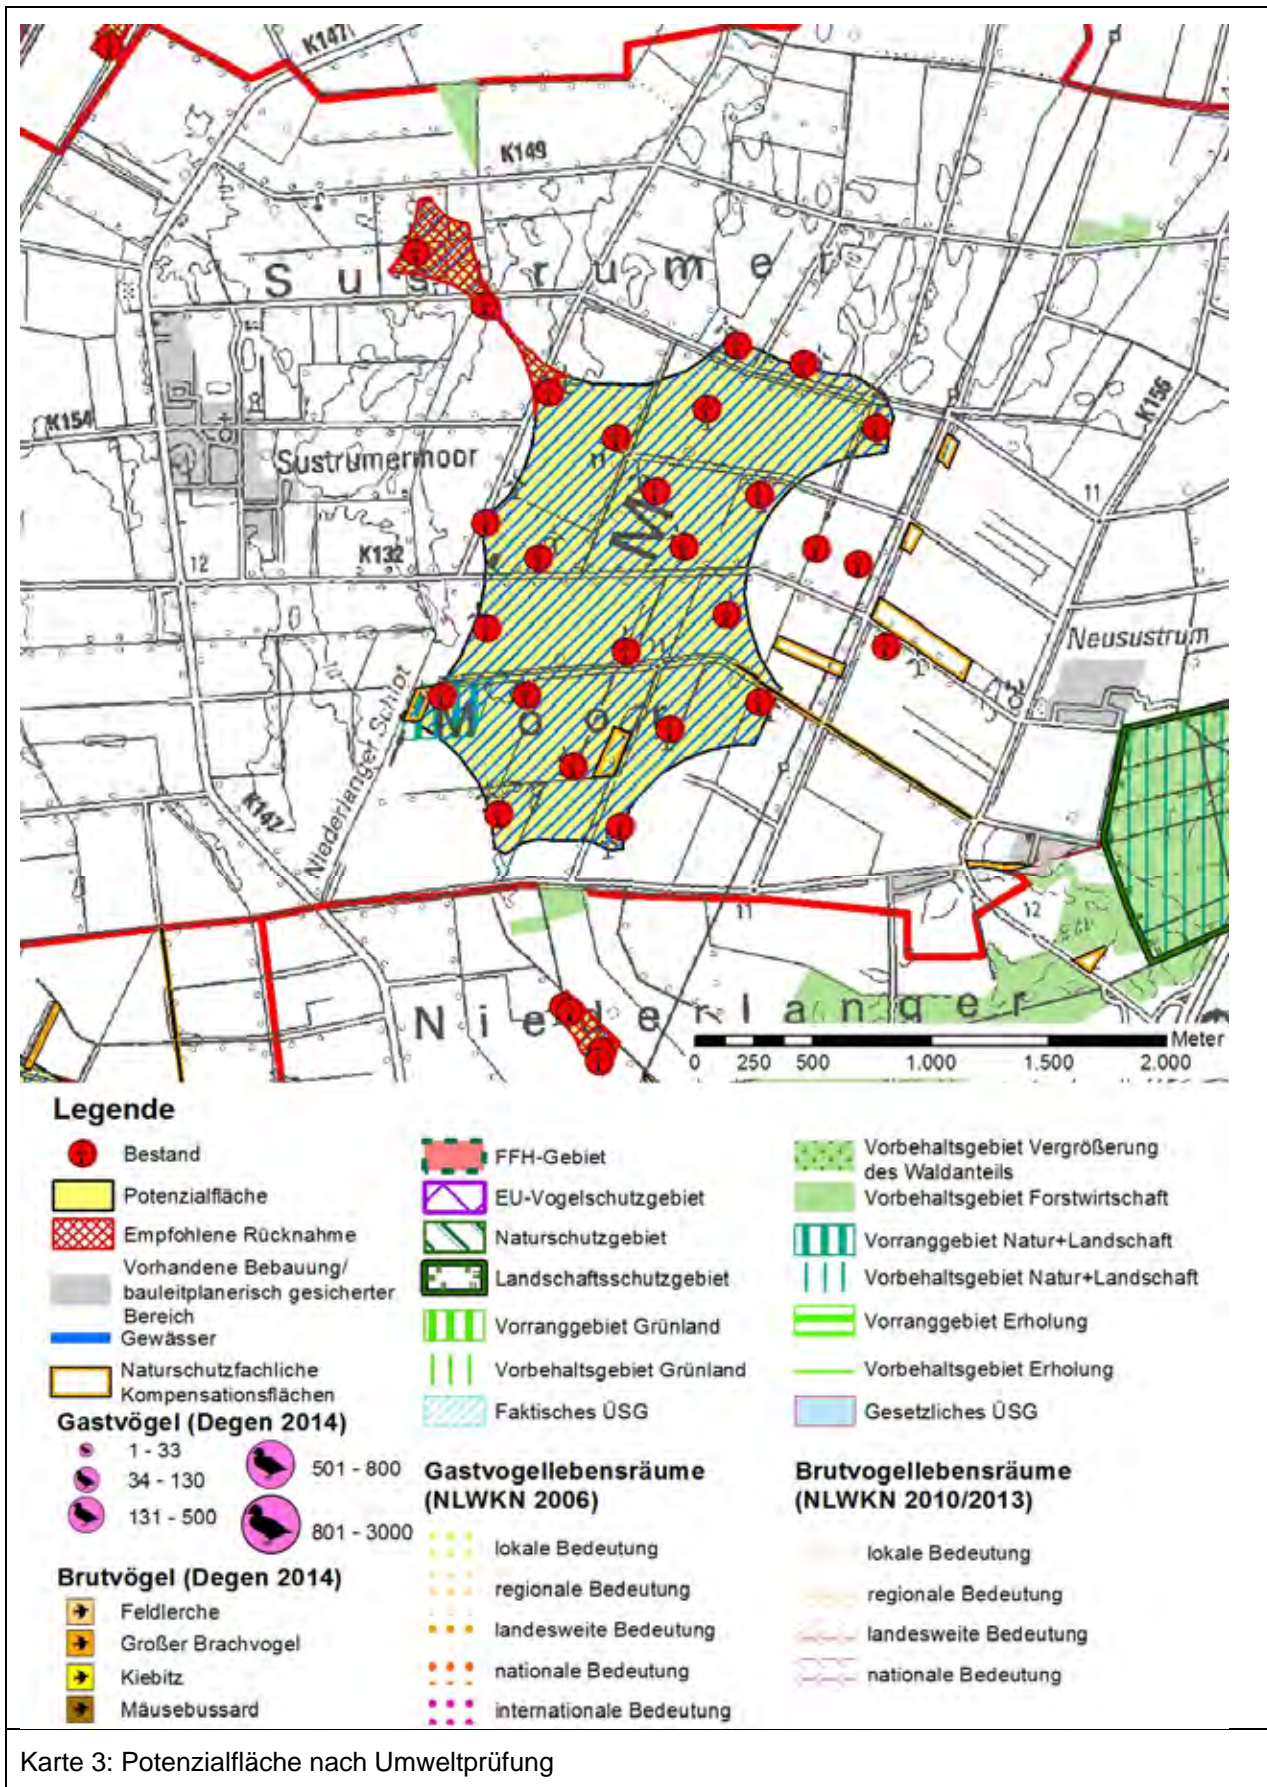 K147
K149
Sustrumer
K154
K156
Sustrumermoor
11
11
K132
12
Neusustrum
Moor
Niederlanger Schlot
K147
11
12
Niederlanger
Meter
0 250 500 1.000 1.500 2.000
Legende
Bestand
Potenzialfläche
Empfohlene Rücknahme
Vorhandene Bebauung/
bauleitplanerisch gesicherter
Bereich
Gewässer
Naturschutzfachliche
Kompensationsflächen
Gastvögel (Degen 2014)
1 - 33
34 - 130
131 - 500
501 - 800
801 - 3000
Brutvögel (Degen 2014)
Feldlerche
Großer Brachvogel
Kiebitz
Mäusebussard
FFH-Gebiet
EU-Vogelschutzgebiet
Naturschutzgebiet
Landschaftsschutzgebiet
Vorranggebiet Grünland
Vorbehaltsgebiet Grünland
Faktisches ÜSG
Gastvogellebensräume
(NLWKN 2006)
lokale Bedeutung
regionale Bedeutung
landesweite Bedeutung
nationale Bedeutung
internationale Bedeutung
Vorbehaltsgebiet Vergrößerung
des Waldanteils
Vorbehaltsgebiet Forstwirtschaft
Vorranggebiet Natur+Landschaft
Vorbehaltsgebiet Natur+Landschaft
Vorranggebiet Erholung
Vorbehaltsgebiet Erholung
Gesetzliches ÜSG
Brutvogellebensräume
(NLWKN 2010/2013)
lokale Bedeutung
regionale Bedeutung
landesweite Bedeutung
nationale Bedeutung
Karte 3: Potenzialfläche nach Umweltprüfung